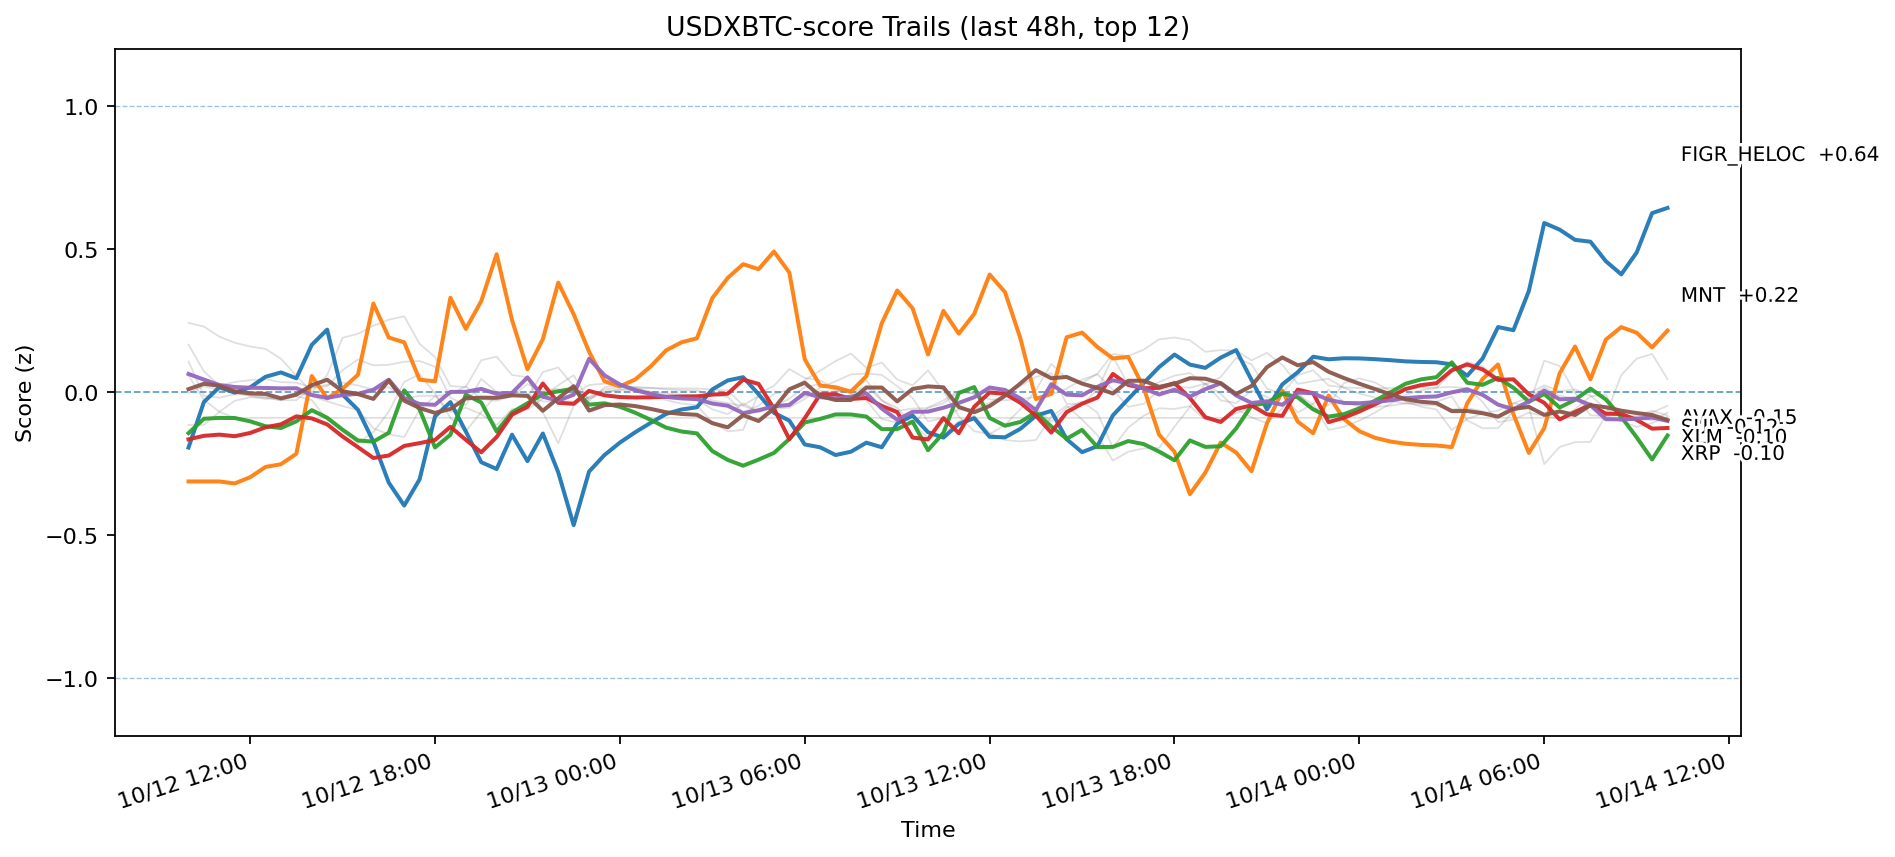 USDXBTC-score Trails (last 48h, top 12)
Score (z)
1.0
0.5
0.0
−0.5
−1.0
FIGR_HELOC +0.64
MNT +0.22
AVAX -0.15
SUI -0.12
XLM -0.10
XRP -0.10
10/12 12:00
10/12 18:00
10/13 00:00
10/13 06:00
10/13 12:00
10/13 18:00
10/14 00:00
10/14 06:00
10/14 12:00
Time